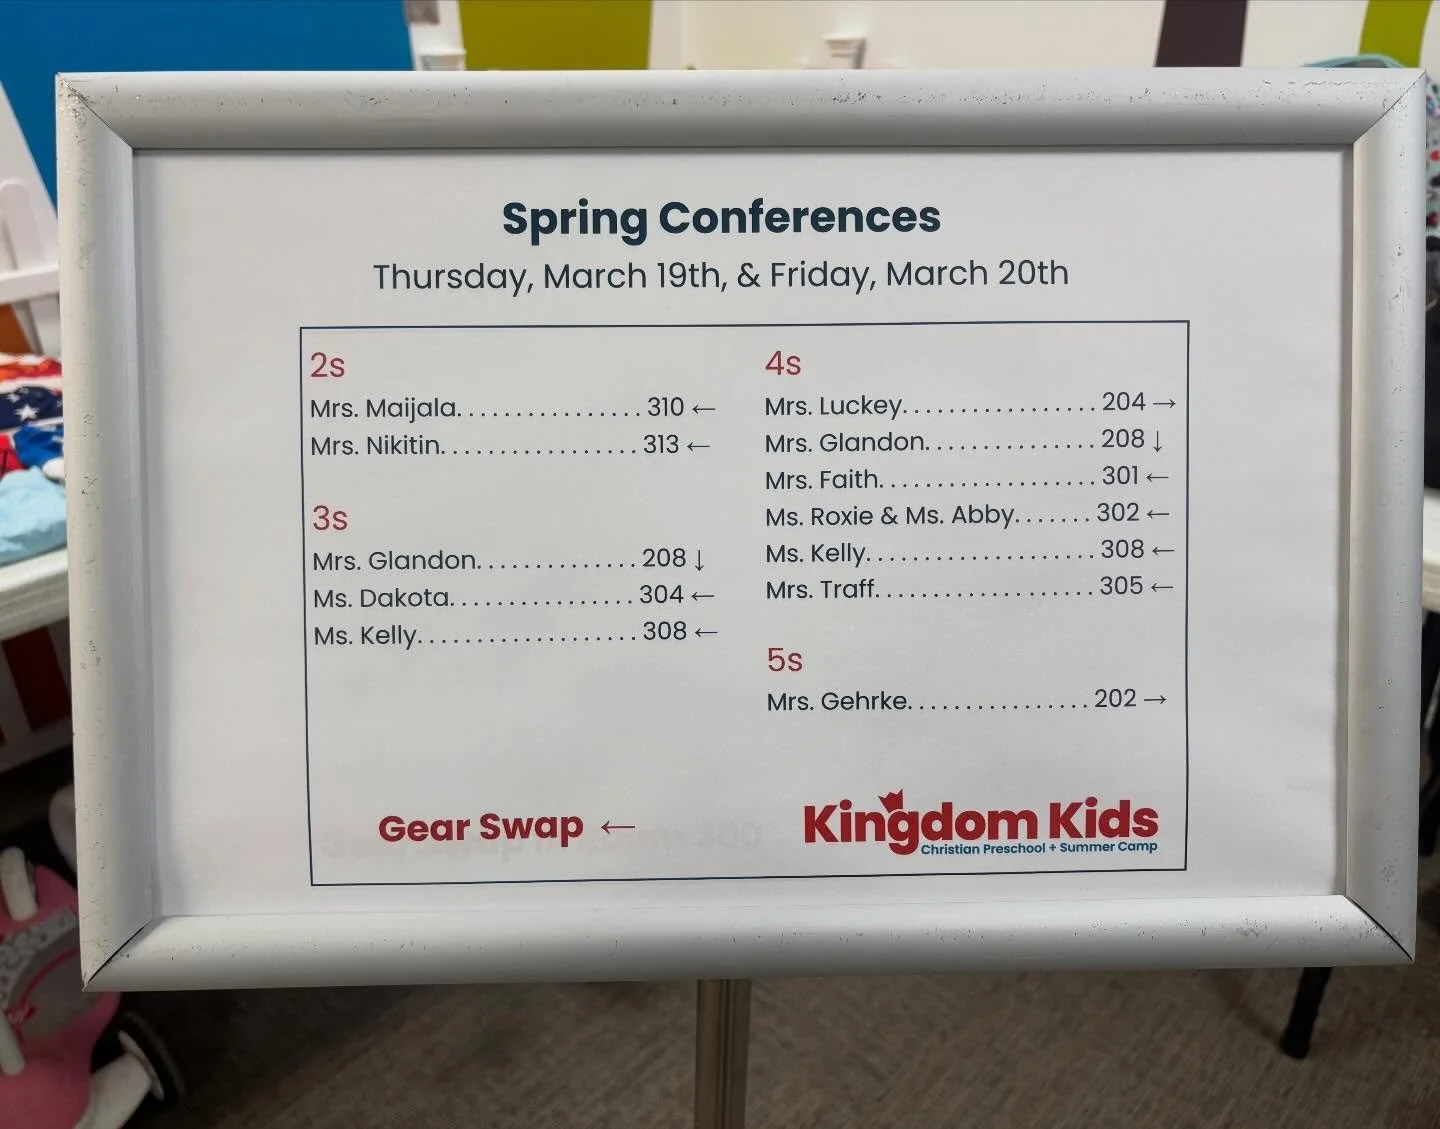 Spring Conferences
Thursday, March 19th, & Friday, March 20th
2s
Mrs. Maijala................310 ←
Mrs. Nikitin.................313 ←
3s
Mrs. Glandon..............208 ↓
Ms. Dakota................304 ←
Ms. Kelly...................308 ←
4s
Mrs. Luckey.................204 →
Mrs. Glandon...............208 ↓
Mrs. Faith...................301 ←
Ms. Roxie & Ms. Abby.......302 ←
Ms. Kelly....................308 ←
Mrs. Traff....................305 ←
5s
Mrs. Gehrke................202 →
Gear Swap ←
Kingdom Kids
Christian Preschool + Summer Camp